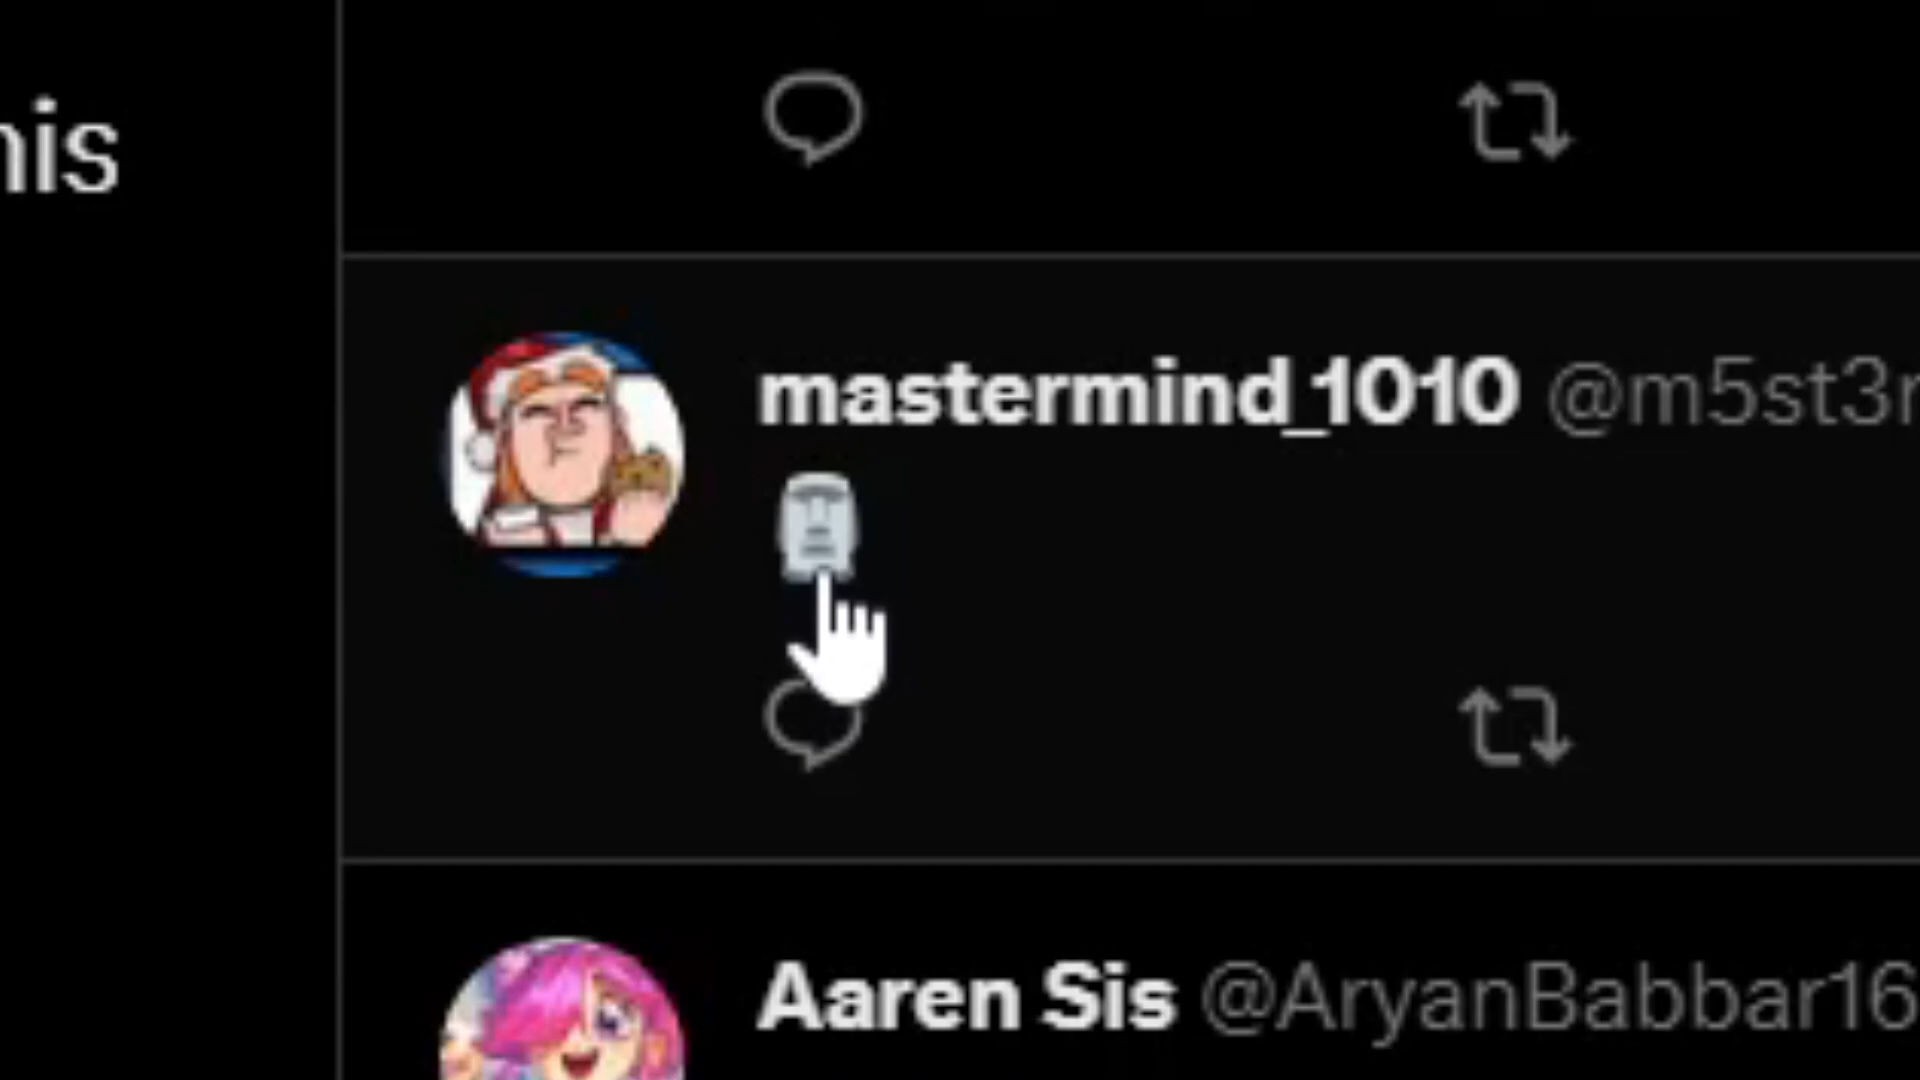 his
mastermind_1010 @m5st3r
🗿
Aaren Sis @AryanBabbar16